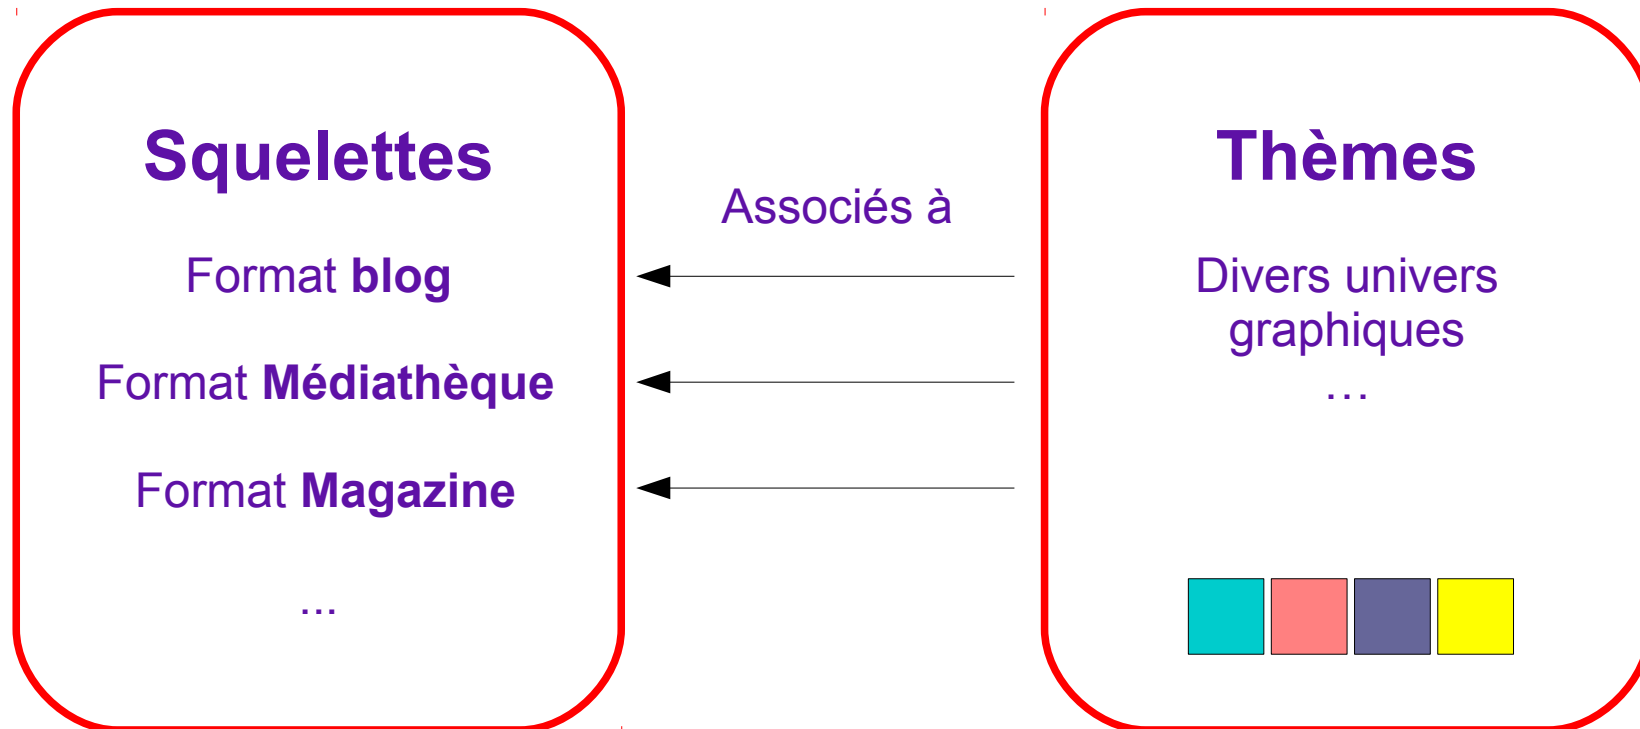 Squelettes
Format blog
Format Médiathèque
Format Magazine
...
Associés à
Thèmes
Divers univers
graphiques
…